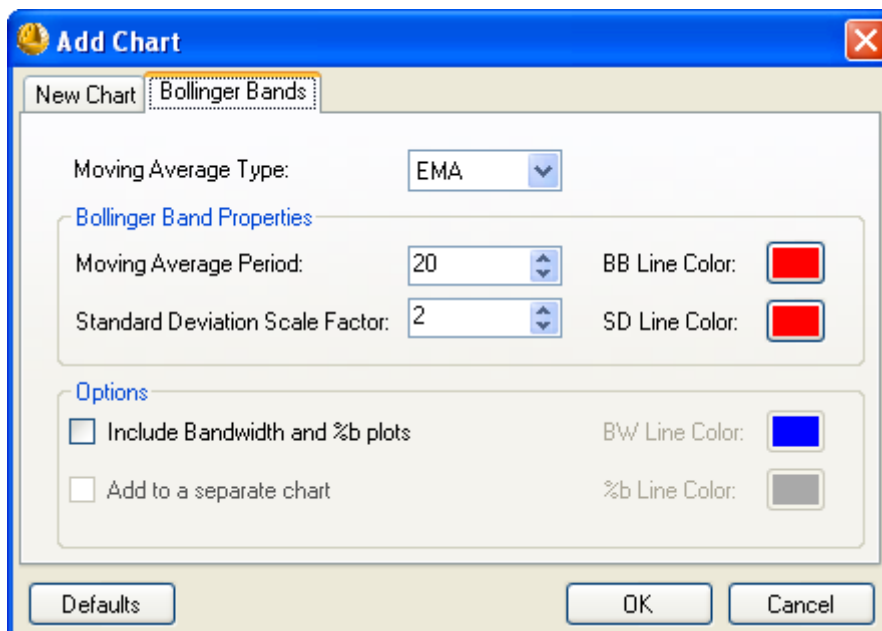 Add Chart
New Chart
Bollinger Bands
Moving Average Type: EMA
Bollinger Band Properties
Moving Average Period: 20 BB Line Color:
Standard Deviation Scale Factor: 2 SD Line Color:
Options
Include Bandwidth and %b plots BW Line Color:
Add to a separate chart %b Line Color:
Defaults OK Cancel